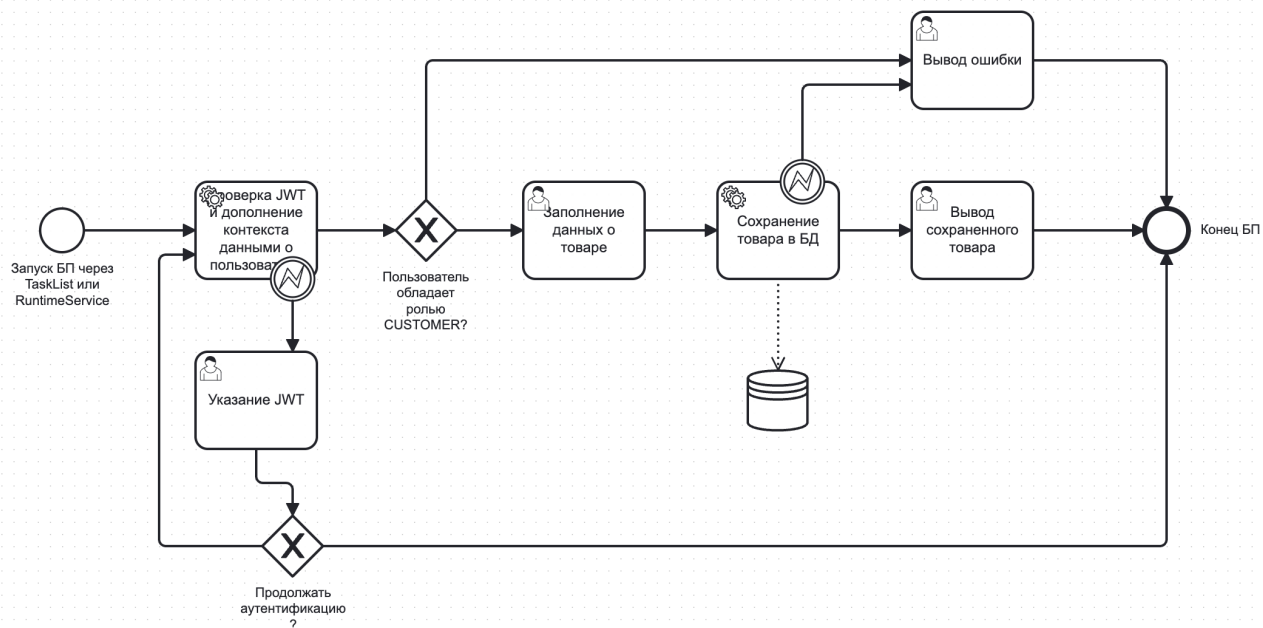 Вывод ошибки
роверка JWT
и дополнение
контекста
данными о
пользоват
Заполнение
данных о
товаре
Сохранение
товара в БД
Вывод
сохраненного
товара
Конец БП
Запуск БП через
TaskList или
RuntimeService
Пользователь
обладает
ролью
CUSTOMER?
Указание JWT
Продолжать
аутентификацию
?